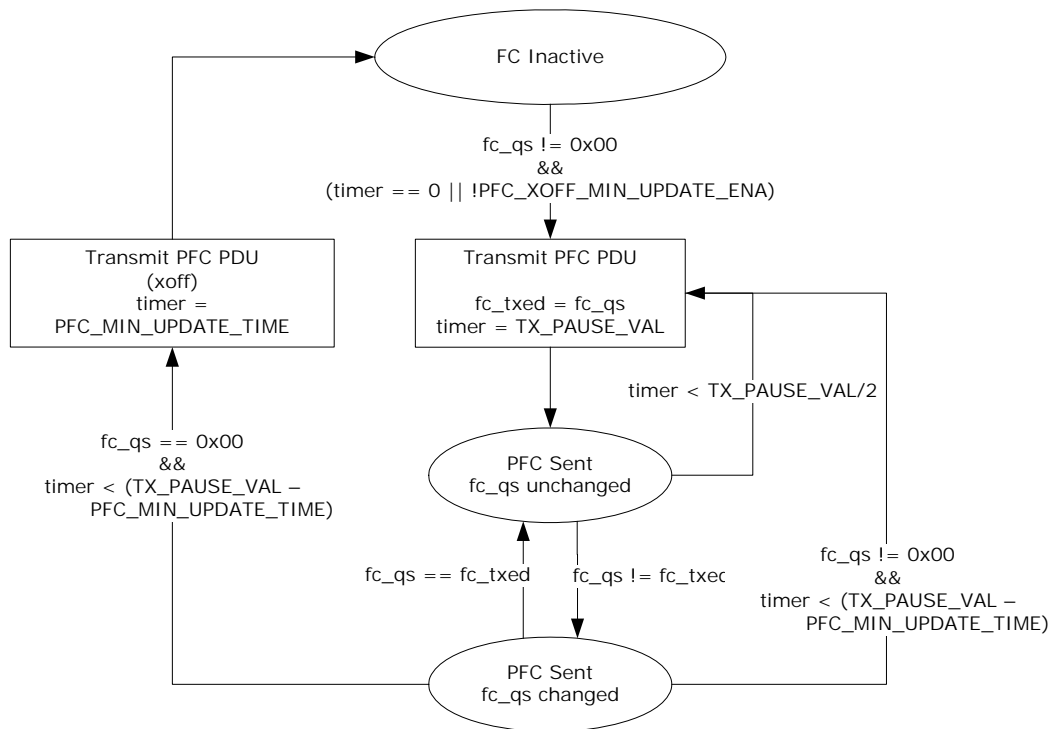 FC Inactive
fc_qs != 0x00
&&
(timer == 0 || !PFC_XOFF_MIN_UPDATE_ENA)
Transmit PFC PDU
(xoff)
timer =
PFC_MIN_UPDATE_TIME
Transmit PFC PDU
fc_txed = fc_qs
timer = TX_PAUSE_VAL
timer < TX_PAUSE_VAL/2
fc_qs == 0x00
&&
timer < (TX_PAUSE_VAL –
PFC_MIN_UPDATE_TIME)
PFC Sent
fc_qs unchanged
fc_qs == fc_txed
fc_qs != fc_txec
fc_qs != 0x00
&&
timer < (TX_PAUSE_VAL –
PFC_MIN_UPDATE_TIME)
PFC Sent
fc_qs changed